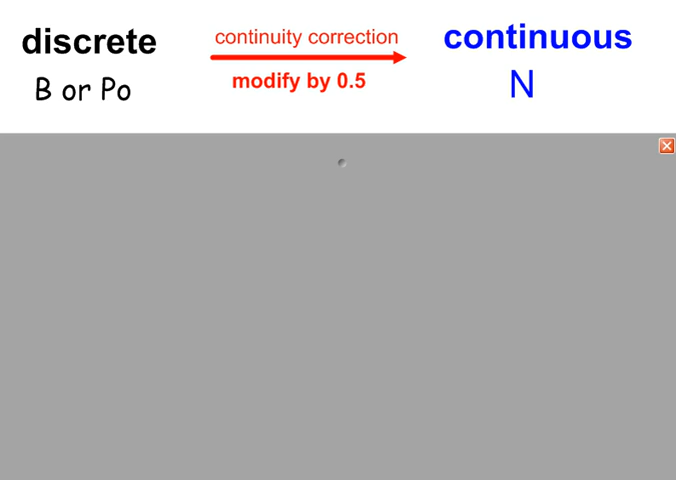 discrete
continuity correction
continuous
B or Po
modify by 0.5
N